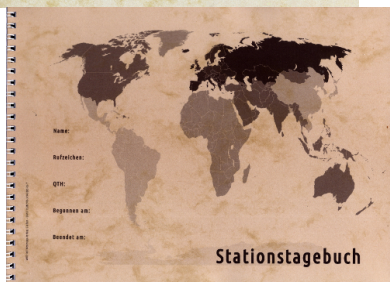 Name:
Rufzeichen:
QTH:
Begonnen am:
Beendet am:
Stationstagebuch